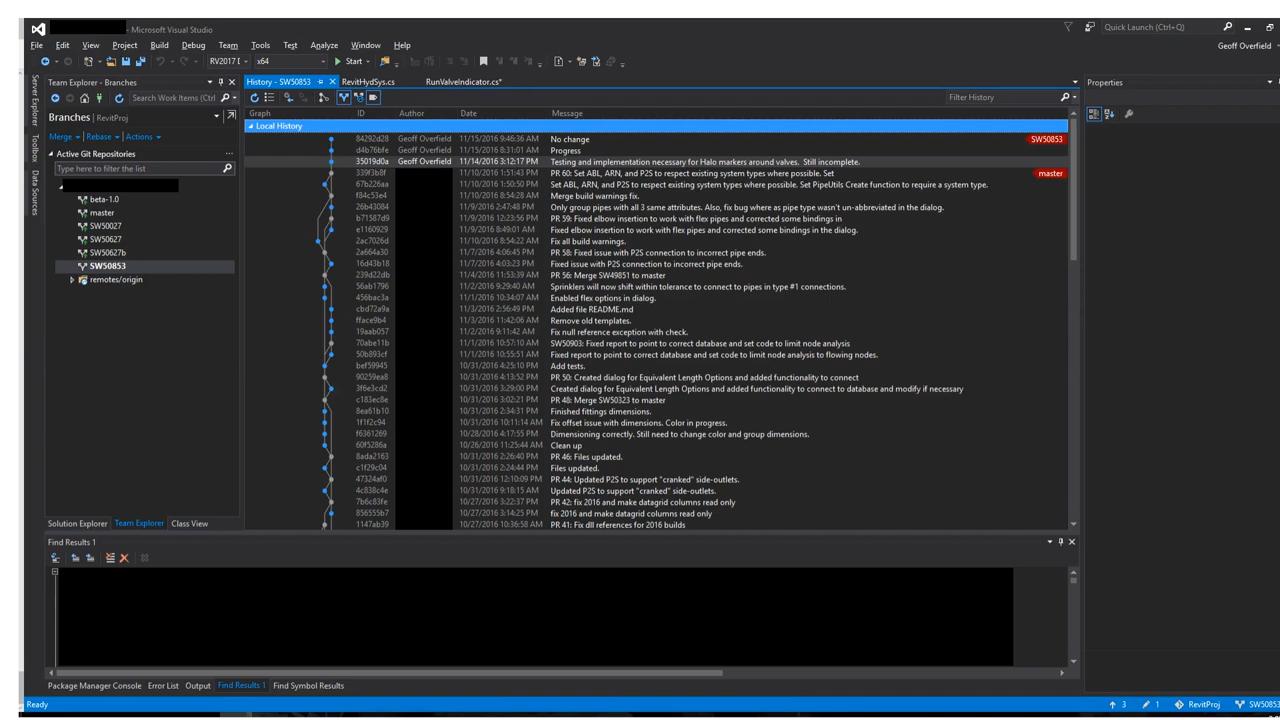 - Microsoft Visual Studio
Quick Launch (Ctrl+Q)
File Edit View Project Build Debug Team Tools Test Analyze Window Help
Geoff Overfield
RV2017 D x64 Start
Server Explorer Toolbox Data Sources
Team Explorer - Branches
Search Work Items (Ctrl
Branches | RevitProj
Merge Rebase Actions
Active Git Repositories ...
Type here to filter the list
beta-1.0
master
SW50027
SW50627
SW50627b
SW50853
remotes/origin
Solution Explorer Team Explorer Class View
History - SW50853 RevitHydSys.cs RunValveIndicator.cs*
Filter History
Graph ID Author Date Message
Local History
84292d28 Geoff Overfield 11/15/2016 9:46:36 AM No change SW50853
d4b76bfe Geoff Overfield 11/15/2016 8:31:01 AM Progress
35019d0a Geoff Overfield 11/14/2016 3:12:17 PM Testing and implementation necessary for Halo markers around valves. Still incomplete.
339f3b8f 11/10/2016 1:51:43 PM PR 60: Set ABL, ARN, and P2S to respect existing system types where possible. Set master
67b226aa 11/10/2016 1:50:50 PM Set ABL, ARN, and P2S to respect existing system types where possible. Set PipeUtils Create function to require a system type.
f84c53e4 11/10/2016 8:54:28 AM Merge build warnings fix.
26b43084 11/9/2016 2:47:48 PM Only group pipes with all 3 same attributes. Also, fix bug where as pipe type wasn't un-abbreviated in the dialog.
b71587d9 11/9/2016 12:23:56 PM PR 59: Fixed elbow insertion to work with flex pipes and corrected some bindings in
e1160929 11/9/2016 8:49:01 AM Fixed elbow insertion to work with flex pipes and corrected some bindings in the dialog.
2ac7026d 11/10/2016 8:54:22 AM Fix all build warnings.
2a664a30 11/7/2016 4:06:45 PM PR 58: Fixed issue with P2S connection to incorrect pipe ends.
16d43b18 11/7/2016 4:03:23 PM Fixed issue with P2S connection to incorrect pipe ends.
239d22db 11/4/2016 11:53:39 AM PR 56: Merge SW49851 to master
56ab1796 11/2/2016 9:29:40 AM Sprinklers will now shift within tolerance to connect to pipes in type #1 connections.
456bac3a 11/1/2016 10:34:07 AM Enabled flex options in dialog.
cbd72a9a 11/3/2016 2:56:49 PM Added file README.md
fface9b4 11/3/2016 11:42:06 AM Remove old templates.
19aab057 11/2/2016 9:11:42 AM Fix null reference exception with check.
70abe11b 11/1/2016 10:57:10 AM SW50903: Fixed report to point to correct database and set code to limit node analysis
50b893cf 11/1/2016 10:55:51 AM Fixed report to point to correct database and set code to limit node analysis to flowing nodes.
bef59945 10/31/2016 4:25:10 PM Add tests.
90259ea8 10/31/2016 4:13:52 PM PR 50: Created dialog for Equivalent Length Options and added functionality to connect
3f6e3cd2 10/31/2016 3:29:00 PM Created dialog for Equivalent Length Options and added functionality to connect to database and modify if necessary
c183ec8e 10/31/2016 3:02:21 PM PR 48: Merge SW50323 to master
8ea61b10 10/31/2016 2:34:31 PM Finished fittings dimensions.
1f1f2c94 10/31/2016 10:11:14 AM Fix offset issue with dimensions. Color in progress.
f6361269 10/28/2016 4:17:55 PM Dimensioning correctly. Still need to change color and group dimensions.
60f5286a 10/26/2016 11:25:44 AM Clean up
8ada2163 10/31/2016 2:26:40 PM PR 46: Files updated.
c1f29c04 10/31/2016 2:24:44 PM Files updated.
47324af0 10/31/2016 12:10:09 PM PR 44: Updated P2S to support "cranked" side-outlets.
4c838c4e 10/31/2016 9:18:15 AM Updated P2S to support "cranked" side-outlets.
7b6c83fe 10/27/2016 3:22:37 PM PR 42: fix 2016 and make datagrid columns read only
856555b7 10/27/2016 3:14:25 PM fix 2016 and make datagrid columns read only
1147ab39 10/27/2016 10:36:58 AM PR 41: Fix dll references for 2016 builds
Properties
Find Results 1
Package Manager Console Error List Output Find Results 1 Find Symbol Results
Ready
3 1 RevitProj SW50853